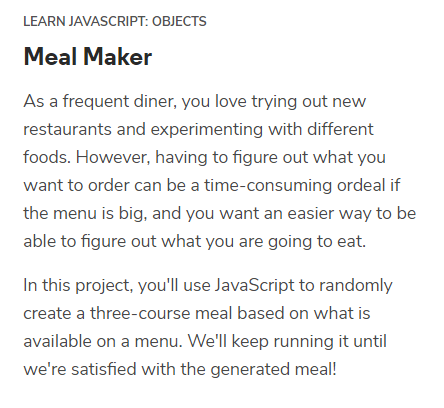 LEARN JAVASCRIPT: OBJECTS
Meal Maker
As a frequent diner, you love trying out new
restaurants and experimenting with different
foods. However, having to figure out what you
want to order can be a time-consuming ordeal if
the menu is big, and you want an easier way to be
able to figure out what you are going to eat.
In this project, you'll use JavaScript to randomly
create a three-course meal based on what is
available on a menu. We'll keep running it until
we're satisfied with the generated meal!